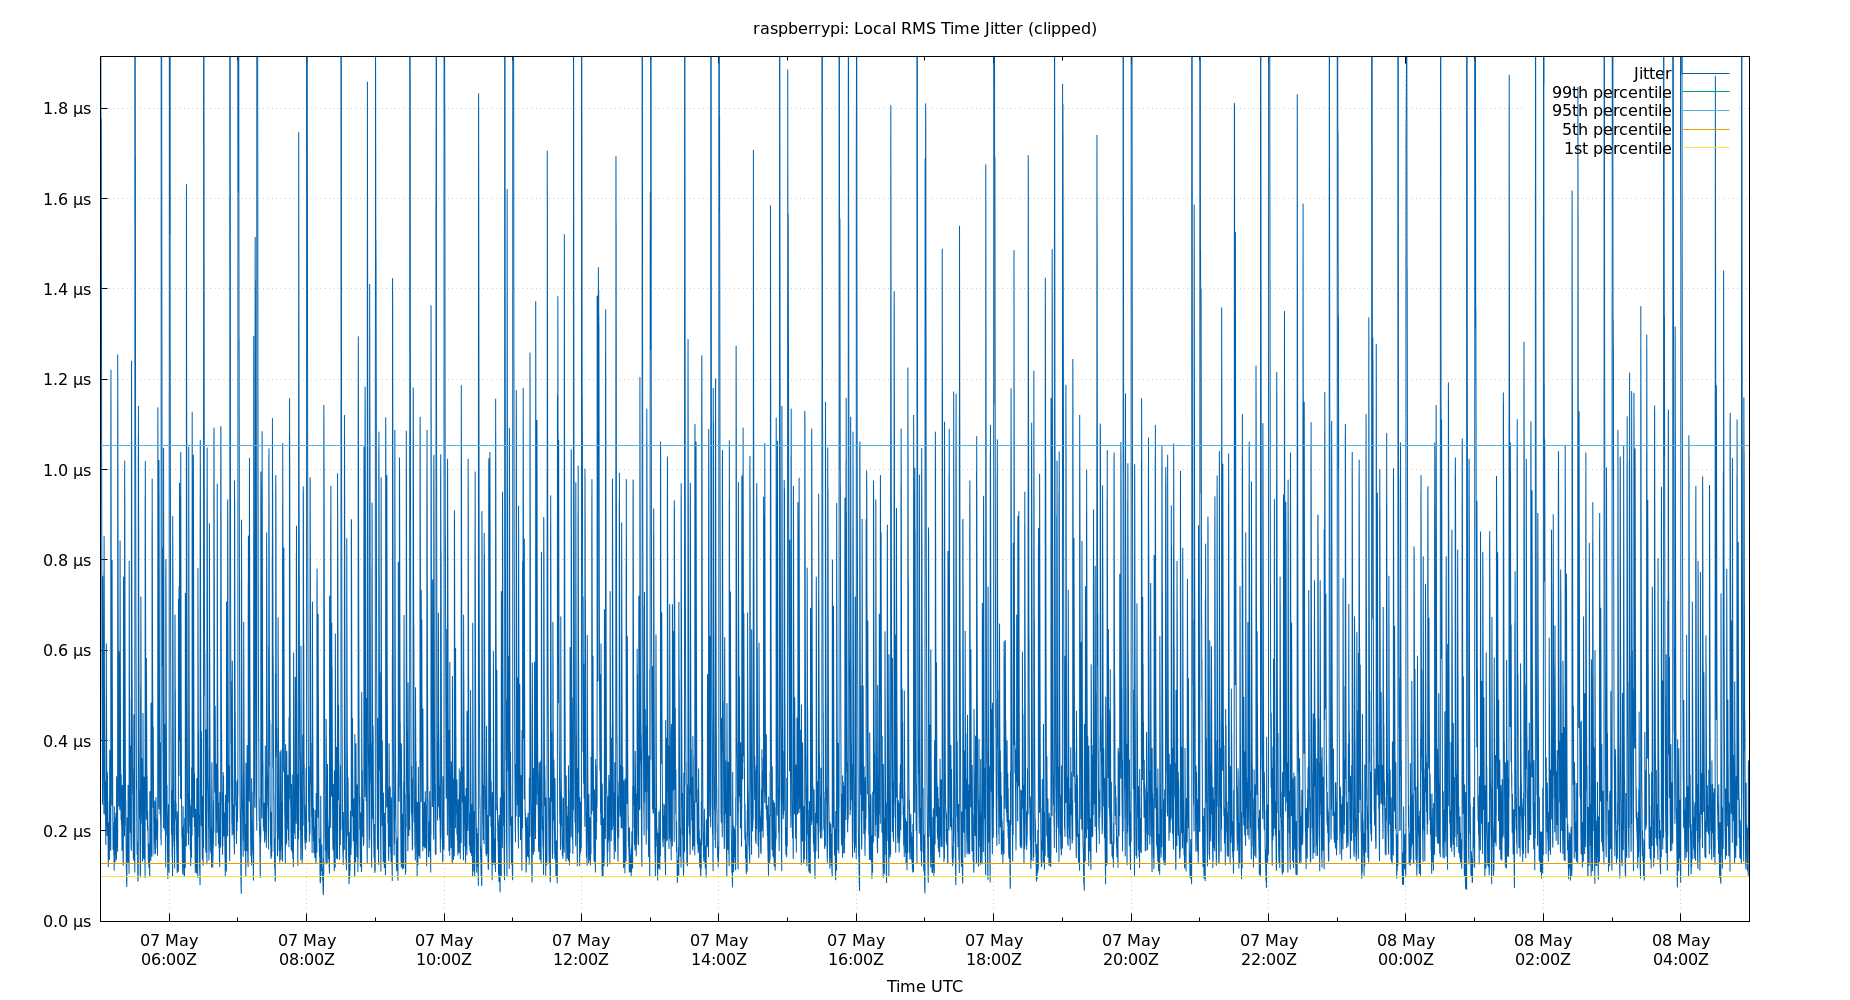 raspberrypi: Local RMS Time Jitter (clipped)
Jitter
99th percentile
95th percentile
5th percentile
1st percentile
1.8 µs
1.6 µs
1.4 µs
1.2 µs
1.0 µs
0.8 µs
0.6 µs
0.4 µs
0.2 µs
0.0 µs
07 May 07 May 07 May 07 May 07 May 07 May 07 May 07 May 07 May 08 May 08 May 08 May
06:00Z 08:00Z 10:00Z 12:00Z 14:00Z 16:00Z 18:00Z 20:00Z 22:00Z 00:00Z 02:00Z 04:00Z
Time UTC